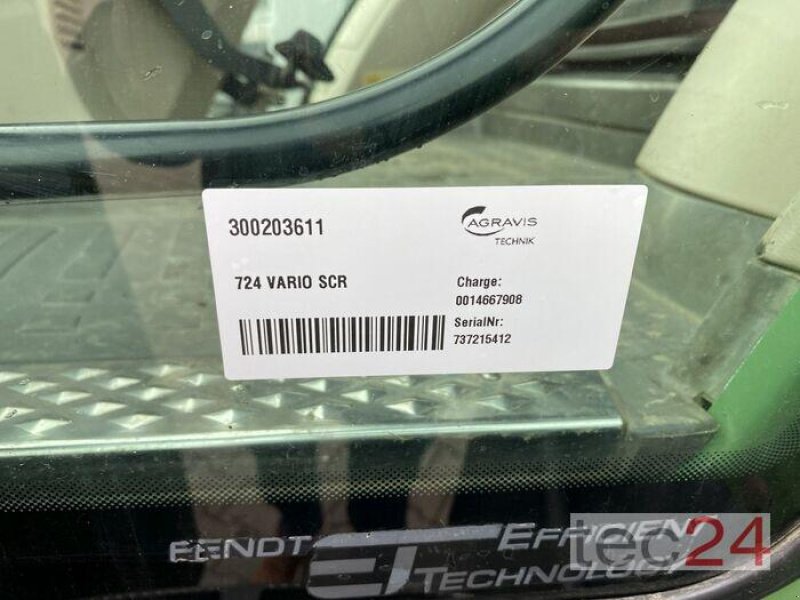 300203611
AGRAVIS
TECHNIK
724 VARIO SCR
Charge:
0014667908
SerialNr:
737215412
FENDT EFFICIENT
TECHNOLOGY
tec24